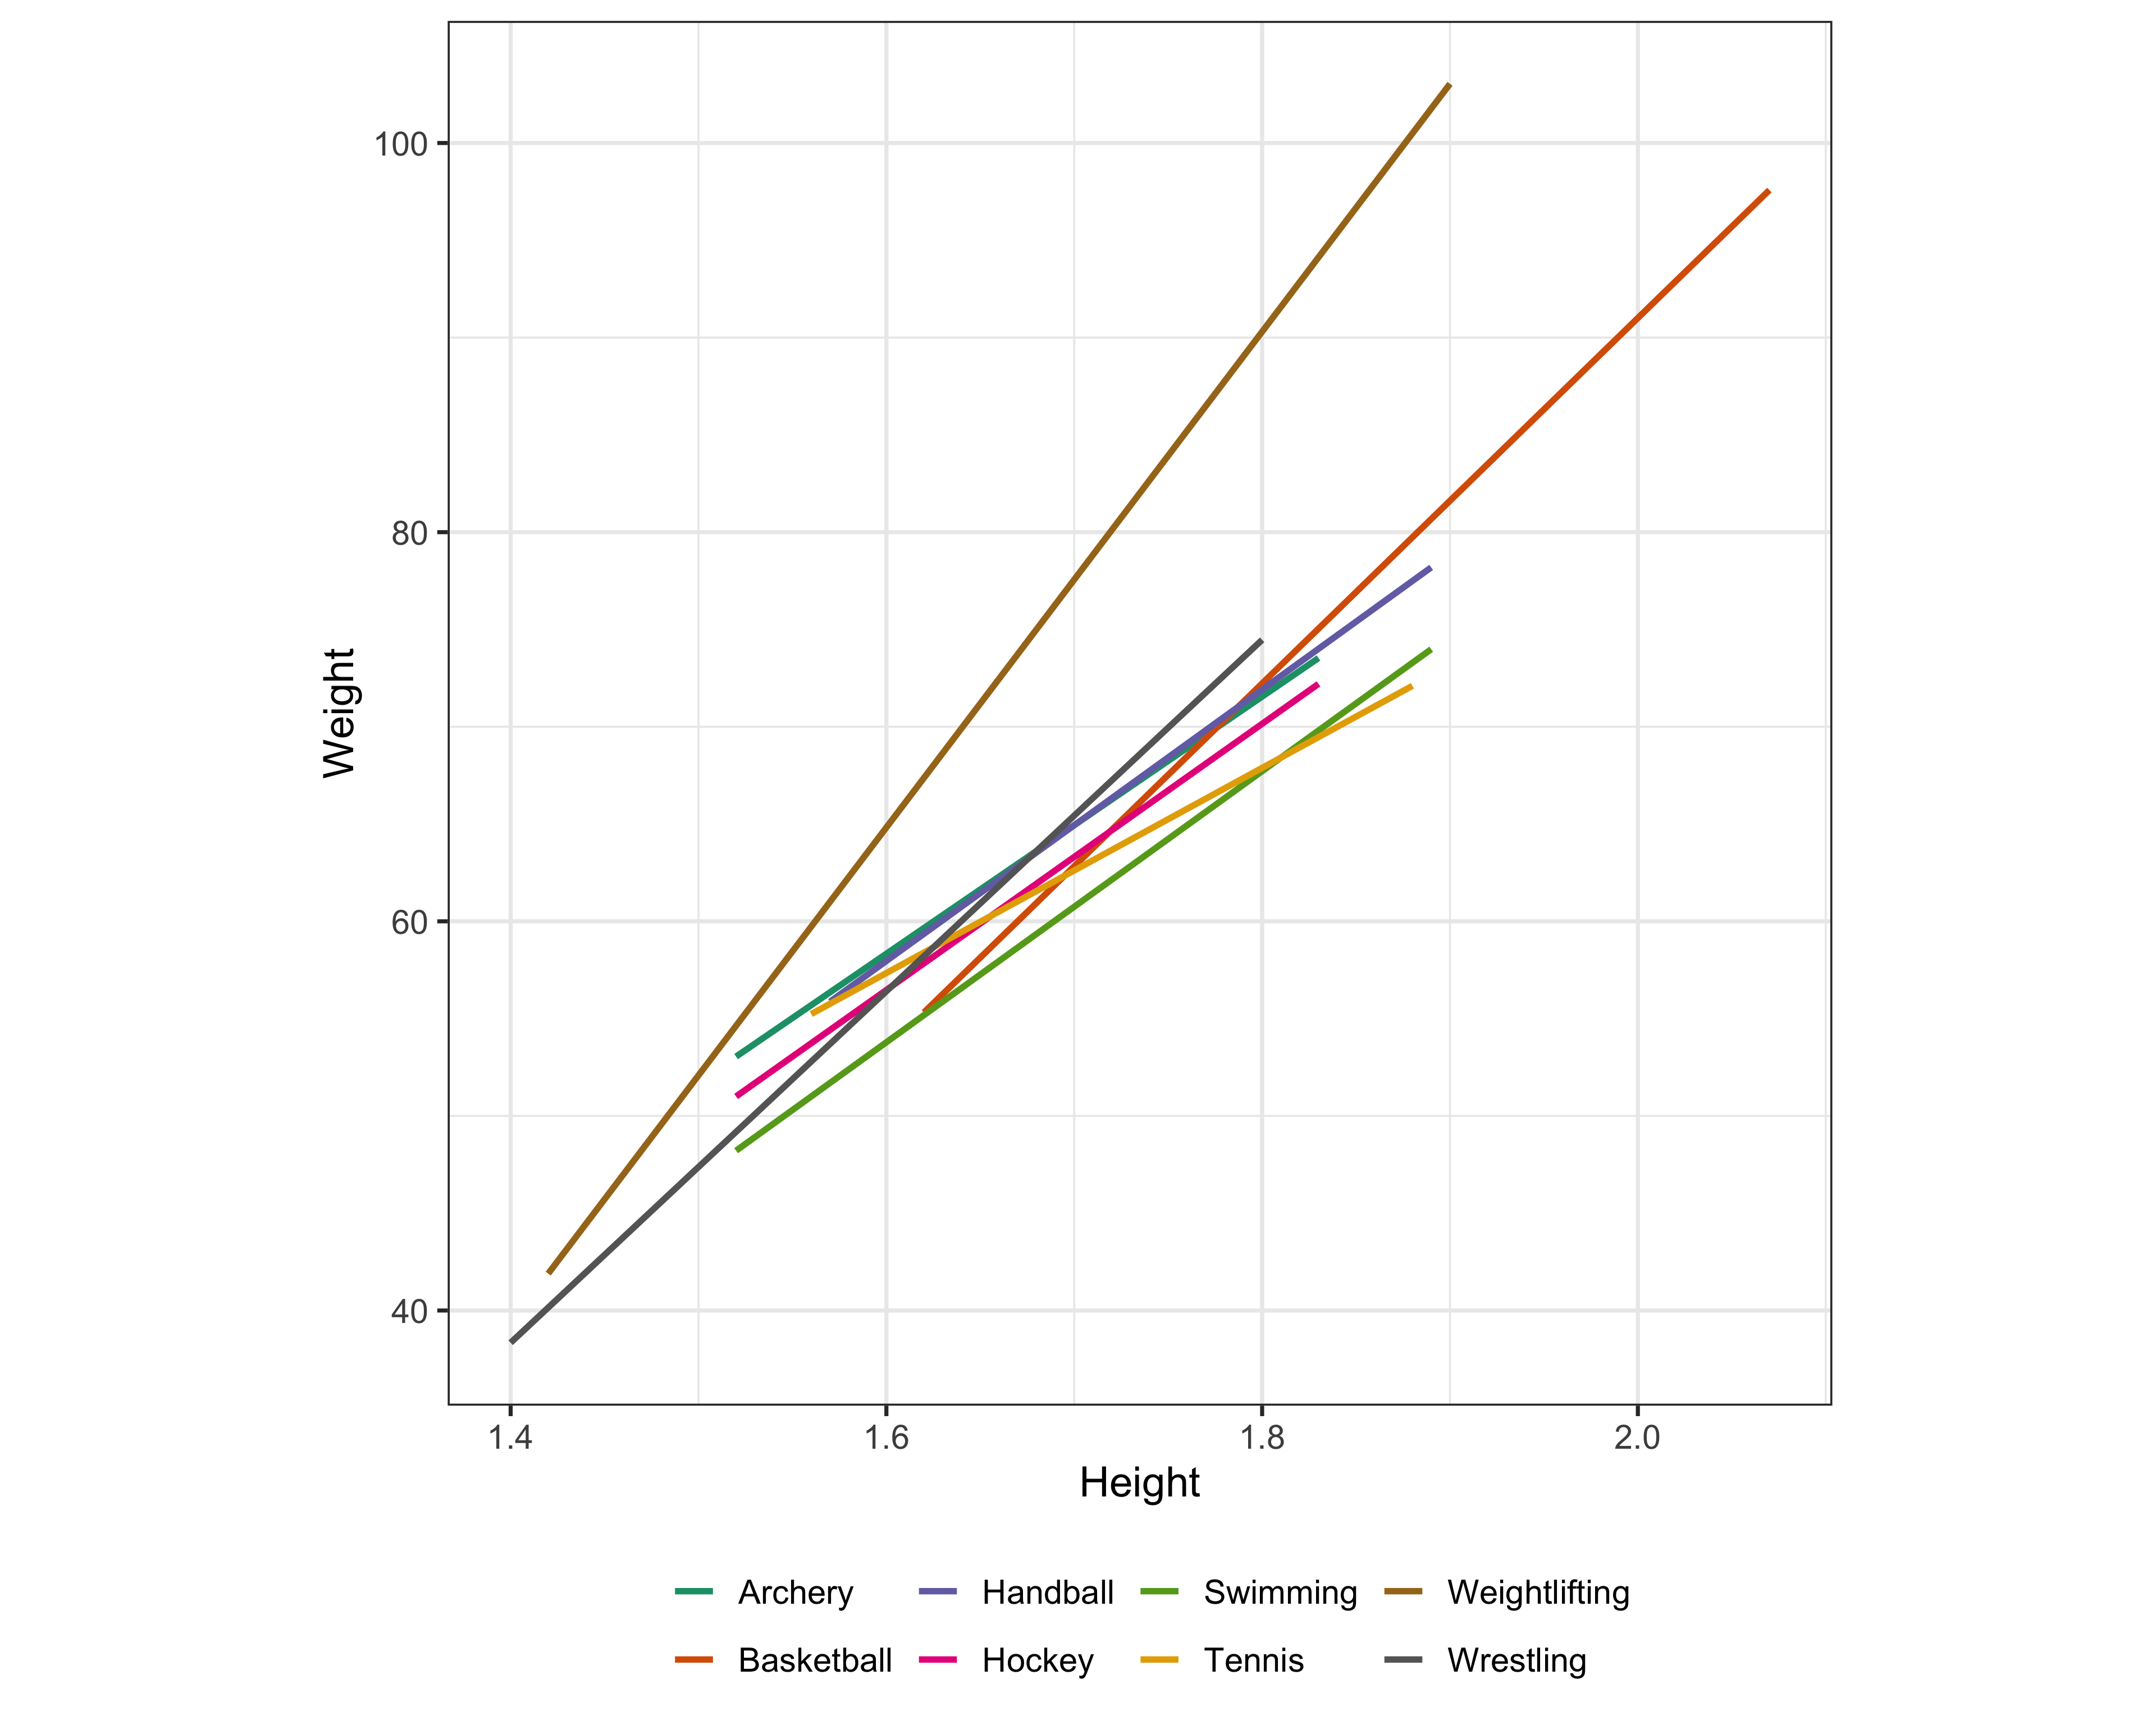 100
80
60
40
Weight
1.4 1.6 1.8 2.0
Height
Archery Handball Swimming Weightlifting
Basketball Hockey Tennis Wrestling